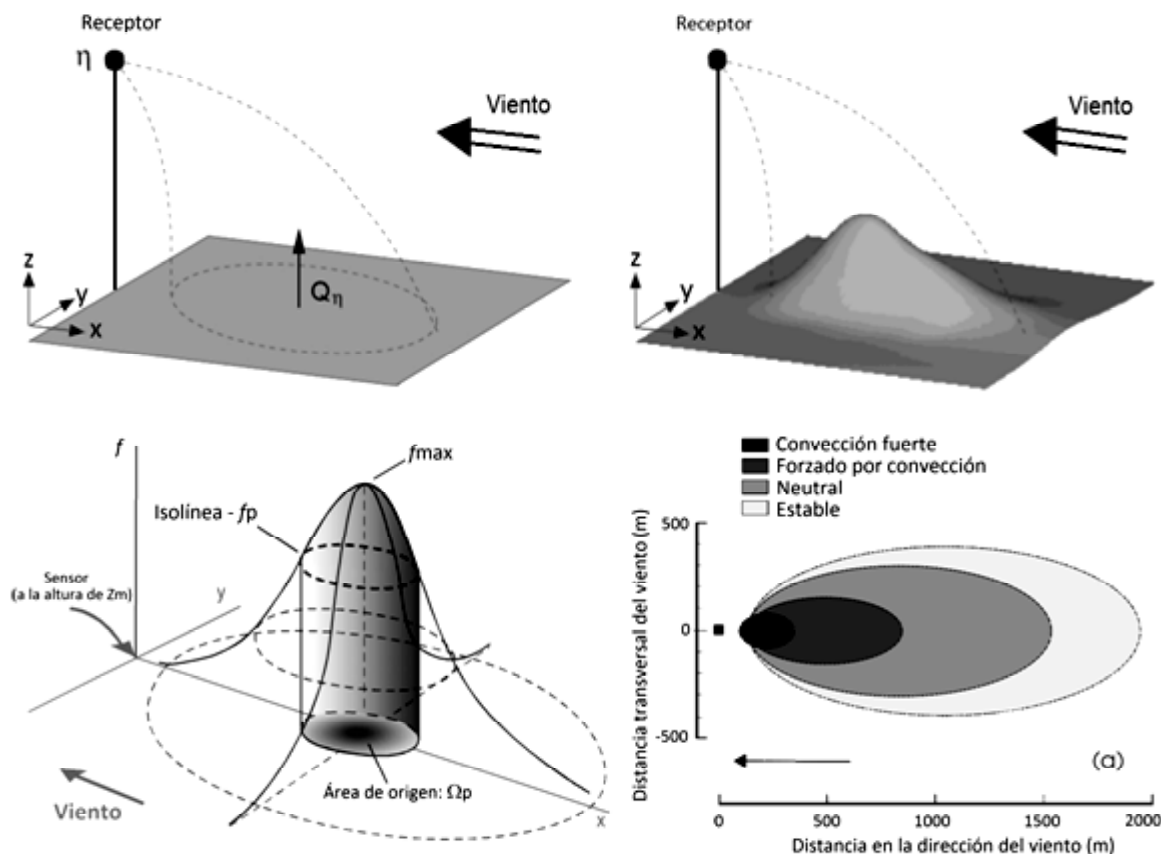 Receptor
η
Viento
Qη
z
y
x
Receptor
Viento
z
y
x
f
fmax
Isolínea - fp
Sensor
(a la altura de Zm)
y
Área de origen: Ωp
x
Viento
Convección fuerte
Forzado por convección
Neutral
Estable
Distancia transversal del viento (m)
500
0
-500
(a)
0
500
1000
1500
2000
Distancia en la dirección del viento (m)